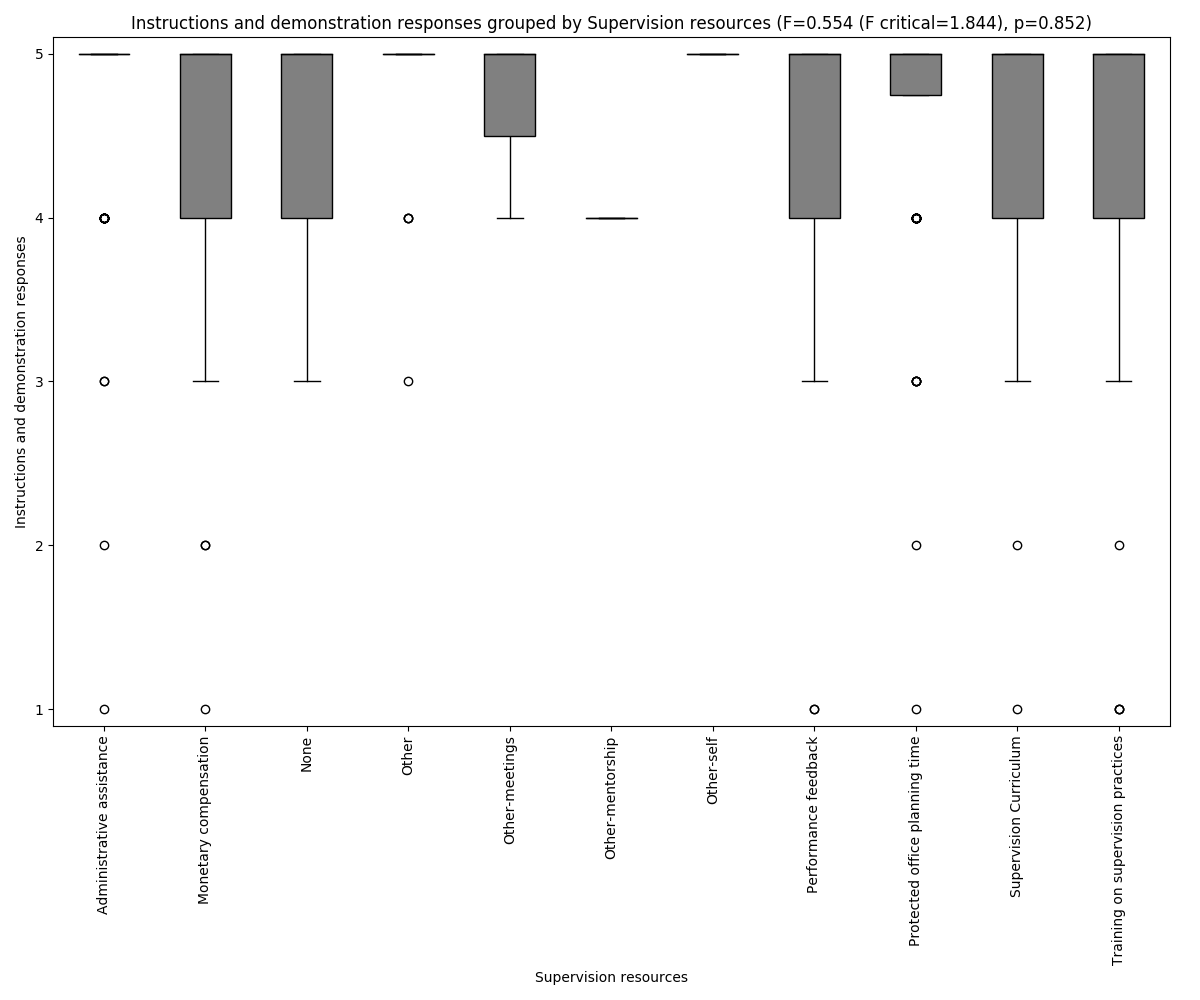 Instructions and demonstration responses grouped by Supervision resources (F=0.554 (F critical=1.844), p=0.852)
Instructions and demonstration responses
5
4
3
2
1
Administrative assistance
Monetary compensation
None
Other
Other-meetings
Other-mentorship
Other-self
Performance feedback
Protected office planning time
Supervision Curriculum
Training on supervision practices
Supervision resources